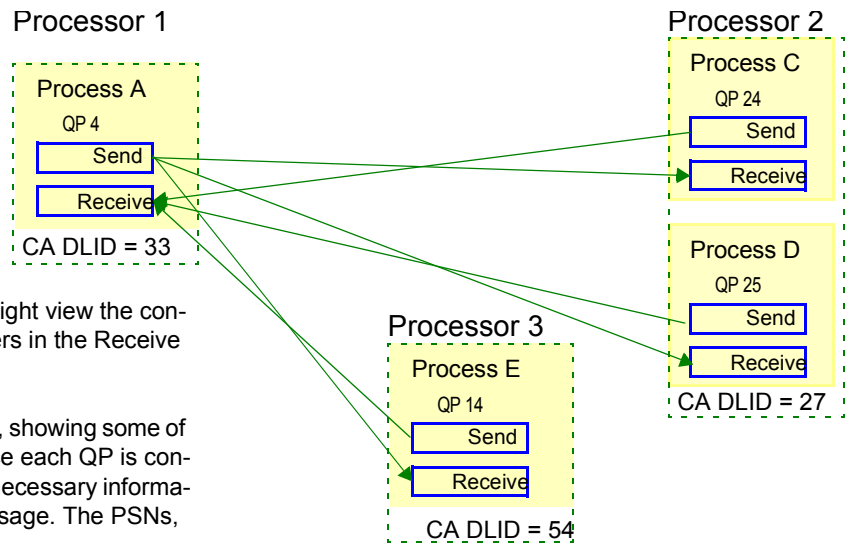 Processor 1
Process A
QP 4
Send
Receive
CA DLID = 33
Processor 2
Process C
QP 24
Send
Receive
Process D
QP 25
Send
Receive
CA DLID = 27
Processor 3
Process E
QP 14
Send
Receive
CA DLID = 54
ight view the con-
ers in the Receive
, showing some of
e each QP is con-
ecessary informa-
sage. The PSNs,